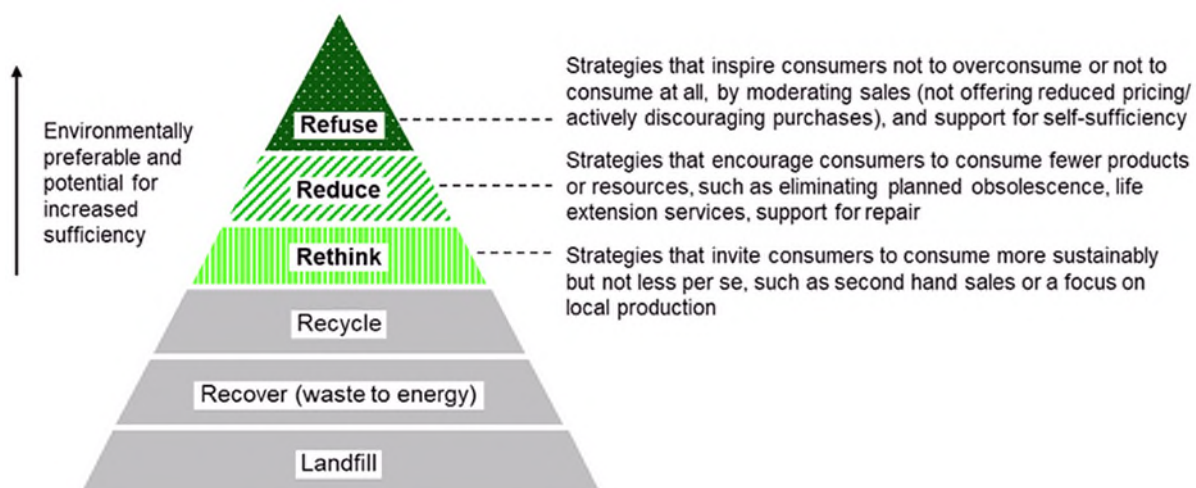 Environmentally
preferable and
potential for
increased
sufficiency
Refuse
Strategies that inspire consumers not to overconsume or not to
consume at all, by moderating sales (not offering reduced pricing/
actively discouraging purchases), and support for self-sufficiency
Reduce
Strategies that encourage consumers to consume fewer products
or resources, such as eliminating planned obsolescence, life
extension services, support for repair
Rethink
Strategies that invite consumers to consume more sustainably
but not less per se, such as second hand sales or a focus on
local production
Recycle
Recover (waste to energy)
Landfill